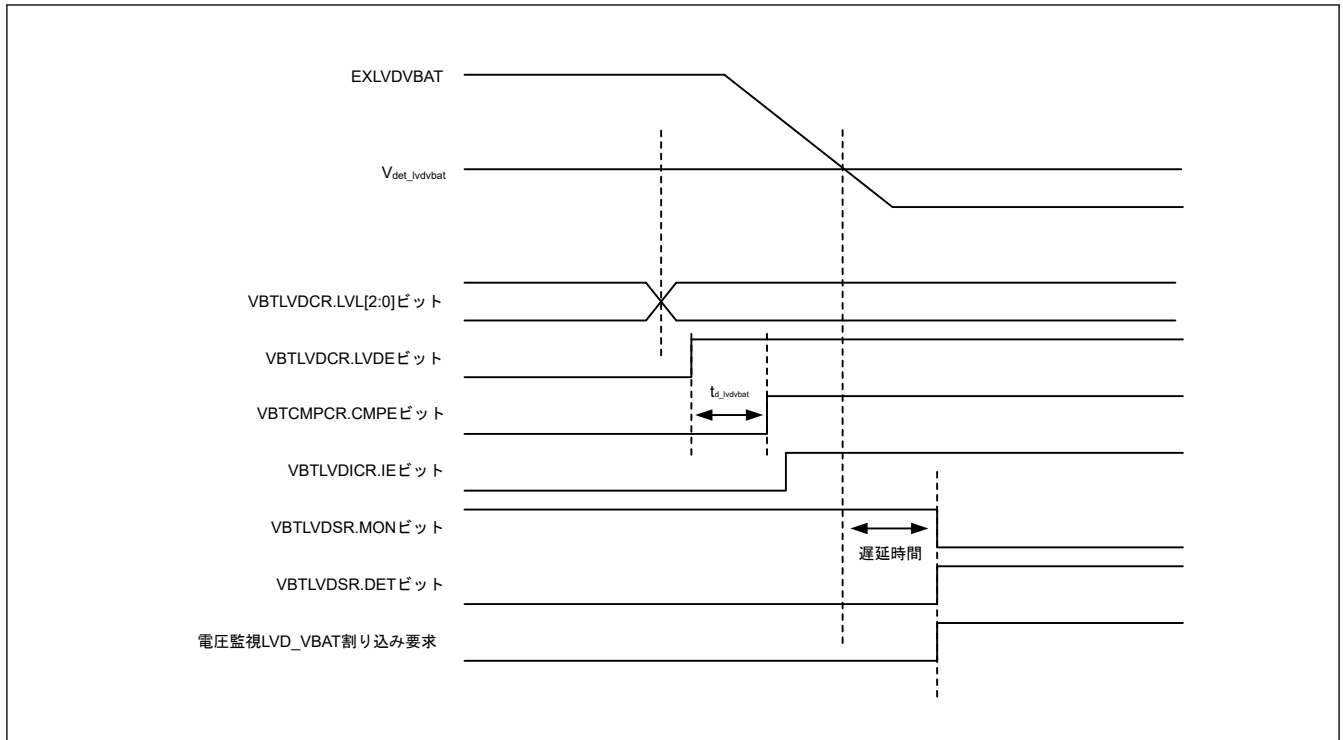 EXLVDVBAT
Vdet_lvdvbat
VBTLVDCR.LVL[2:0]ビット
VBTLVDCR.LVDEビット
td_lvdvbat
VBTCMPCR.CMPEビット
VBTLVDICR.IEビット
VBTLVDSR.MONビット
遅延時間
VBTLVDSR.DETビット
電圧監視LVD_VBAT割り込み要求